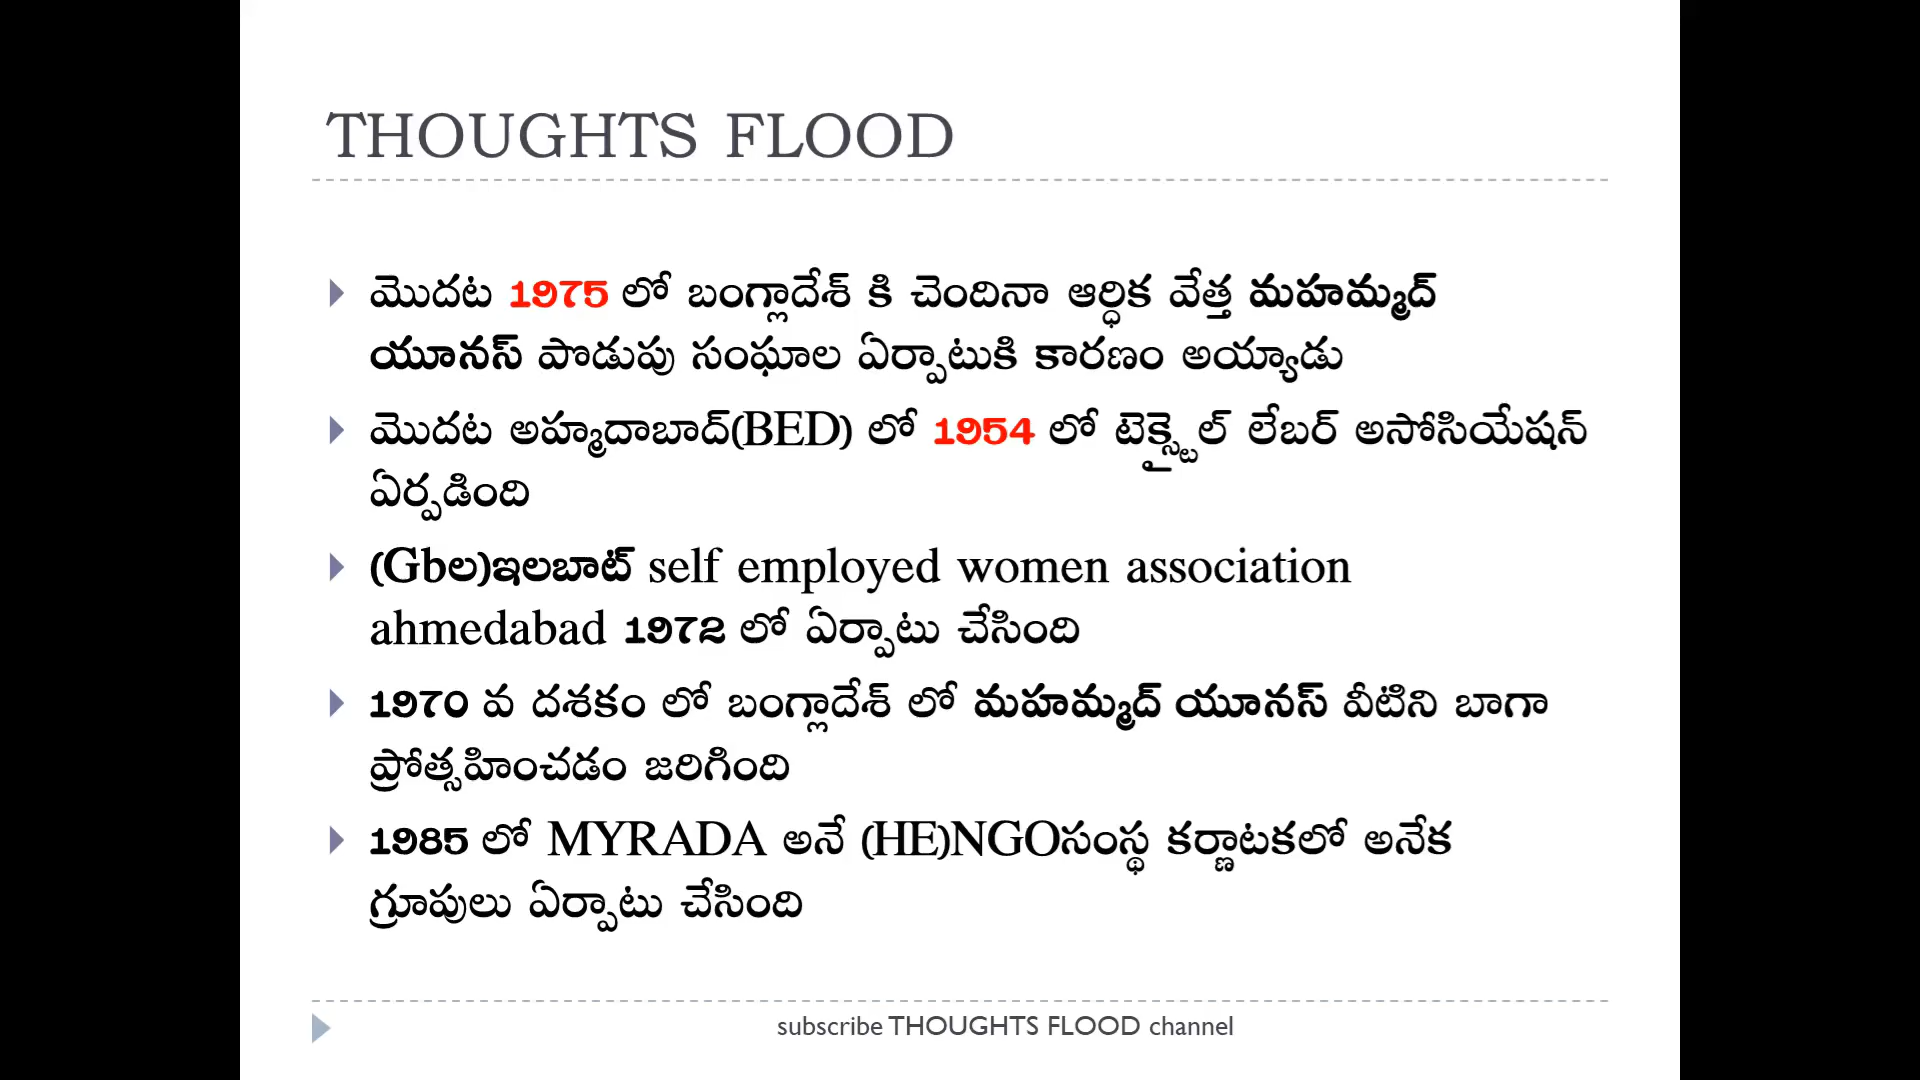 THOUGHTS FLOOD
మొదట 1975 లో బంగ్లాదేశ్ కి చెందినా ఆర్ధిక వేత్త మహమ్మద్
యూనస్ పొడుపు సంఘాల ఏర్పాటుకి కారణం అయ్యాడు
మొదట అహ్మదాబాద్(BED) లో 1954 లో టెక్స్టైల్ లేబర్ అసోసియేషన్
ఏర్పడింది
(Gbల)ఇలబాట్ self employed women association
ahmedabad 1972 లో ఏర్పాటు చేసింది
1970 వ దశకం లో బంగ్లాదేశ్ లో మహమ్మద్ యూనస్ వీటిని బాగా
ప్రోత్సహించడం జరిగింది
1985 లో MYRADA అనే (HE)NGOసంస్థ కర్ణాటకలో అనేక
గ్రూపులు ఏర్పాటు చేసింది
subscribe THOUGHTS FLOOD channel